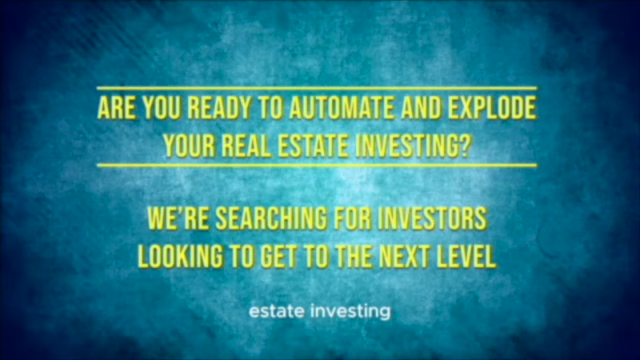 ARE YOU READY TO AUTOMATE AND EXPLODE
YOUR REAL ESTATE INVESTING?
WE'RE SEARCHING FOR INVESTORS
LOOKING TO GET TO THE NEXT LEVEL
estate investing